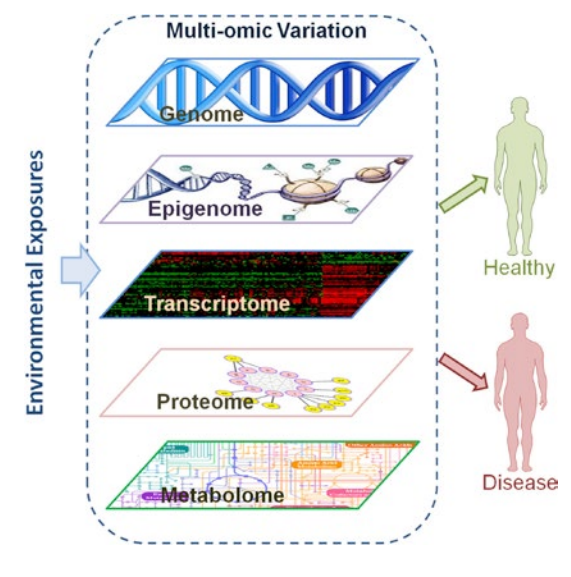 Multi-omic Variation
Genome
Epigenome
Transcriptome
Proteome
Metabolome
Environmental Exposures
Healthy
Disease